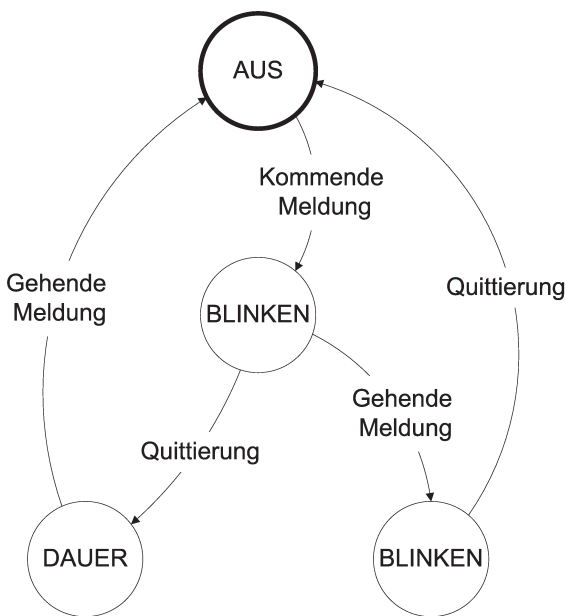 AUS
Kommende
Meldung
Gehende
Meldung
BLINKEN
Quittierung
Gehende
Meldung
Quittierung
DAUER
BLINKEN